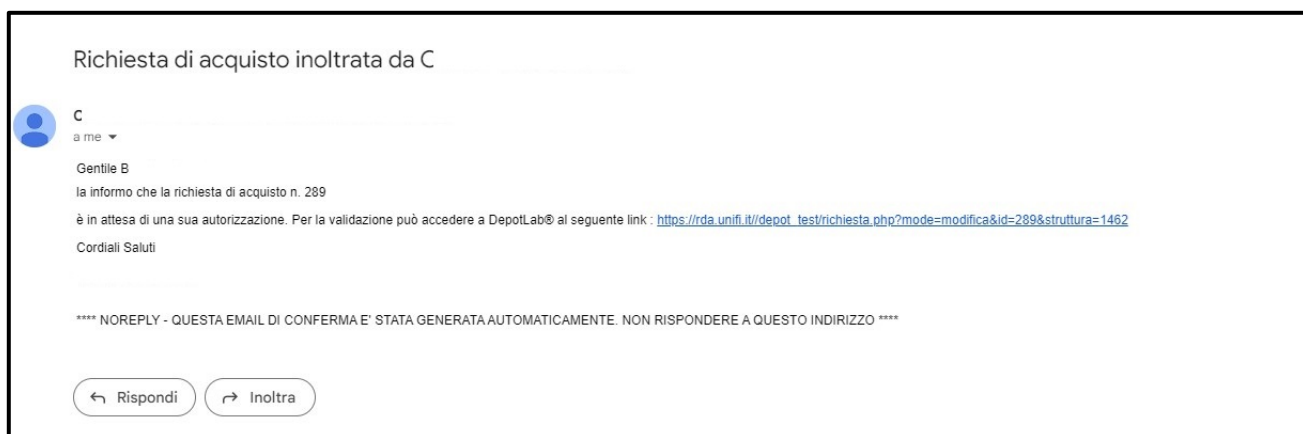 Richiesta di acquisto inoltrata da C
C
a me
Gentile B
la informo che la richiesta di acquisto n. 289
è in attesa di una sua autorizzazione. Per la validazione può accedere a DepotLab® al seguente link : https://rda.unifi.it//depot_test/richiesta.php?mode=modifica&id=289&struttura=1462
Cordiali Saluti
**** NOREPLY - QUESTA EMAIL DI CONFERMA E' STATA GENERATA AUTOMATICAMENTE. NON RISPONDERE A QUESTO INDIRIZZO ****
Rispondi Inoltra